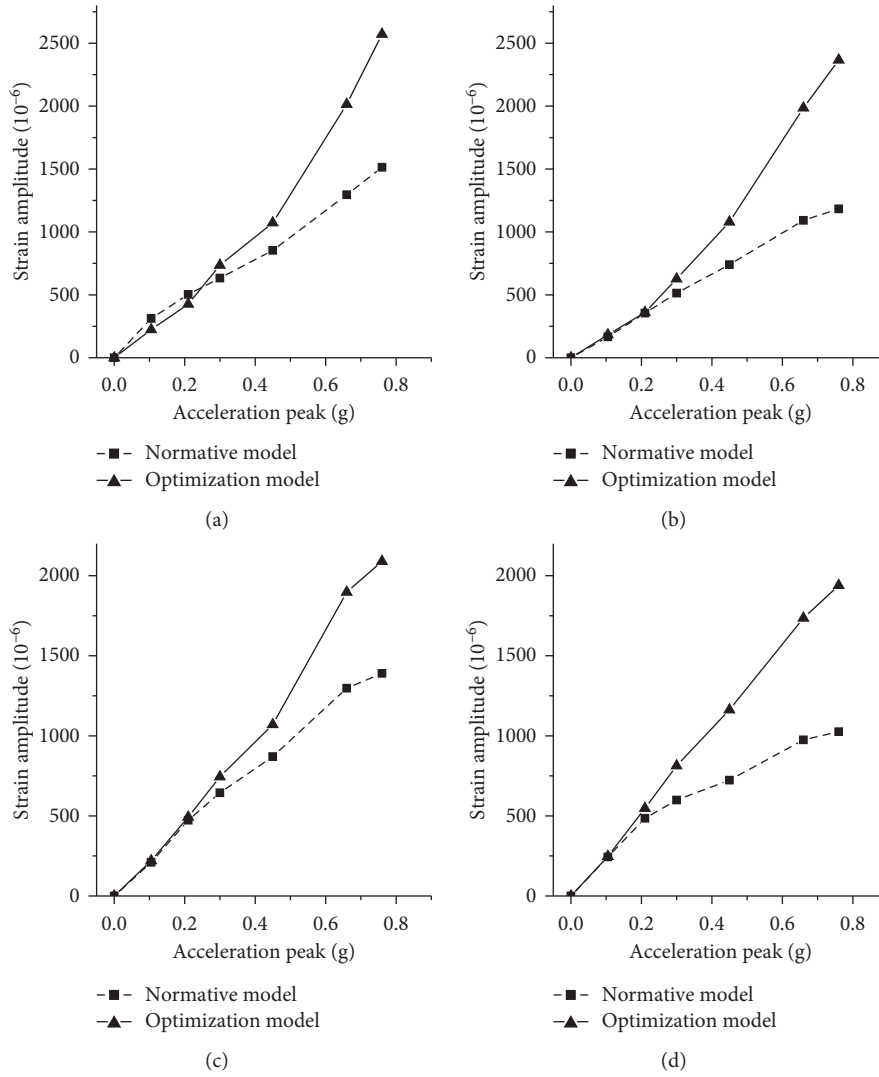 2500
2000
1500
1000
500
0
Strain amplitude (10⁻⁶)
0.0 0.2 0.4 0.6 0.8
Acceleration peak (g)
Normative model
Optimization model
(a)
2500
2000
1500
1000
500
0
Strain amplitude (10⁻⁶)
0.0 0.2 0.4 0.6 0.8
Acceleration peak (g)
Normative model
Optimization model
(b)
2000
1500
1000
500
0
Strain amplitude (10⁻⁶)
0.0 0.2 0.4 0.6 0.8
Acceleration peak (g)
Normative model
Optimization model
(c)
2000
1500
1000
500
0
Strain amplitude (10⁻⁶)
0.0 0.2 0.4 0.6 0.8
Acceleration peak (g)
Normative model
Optimization model
(d)